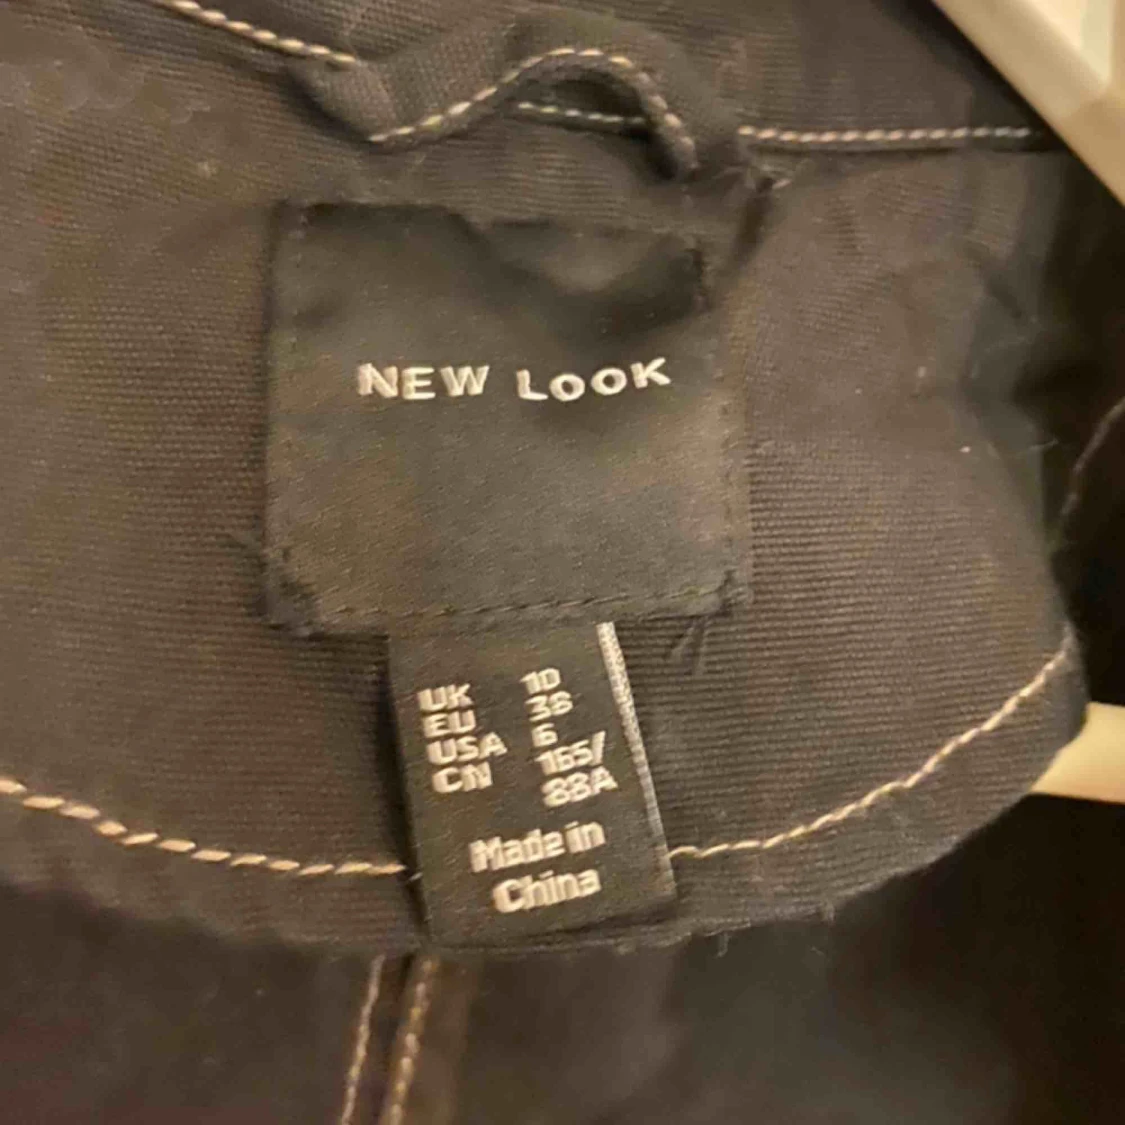 NEW LOOK
UK 10
EU 38
USA 6
CN 165/
88A
Made in
China